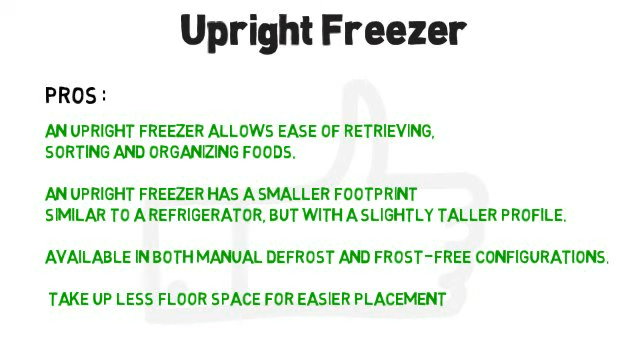 Upright Freezer
PROS:
AN UPRIGHT FREEZER ALLOWS EASE OF RETRIEVING,
SORTING AND ORGANIZING FOODS.
AN UPRIGHT FREEZER HAS A SMALLER FOOTPRINT
SIMILAR TO A REFRIGERATOR, BUT WITH A SLIGHTLY TALLER PROFILE.
AVAILABLE IN BOTH MANUAL DEFROST AND FROST-FREE CONFIGURATIONS.
TAKE UP LESS FLOOR SPACE FOR EASIER PLACEMENT